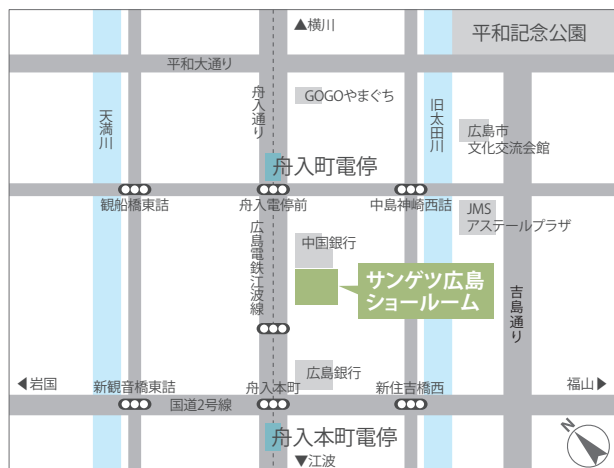 ▲横川
平和記念公園
平和大通り
舟入通り
GOGOやまぐち
天満川
旧太田川
広島市
文化交流会館
舟入町電停
観船橋東詰
舟入電停前
中島神崎西詰
JMS
アステールプラザ
広島電鉄江波線
中国銀行
サンゲツ広島
ショールーム
吉島通り
広島銀行
◀岩国
新観音橋東詰
舟入本町
新住吉橋西
福山▶
国道2号線
舟入本町電停
▼江波
N